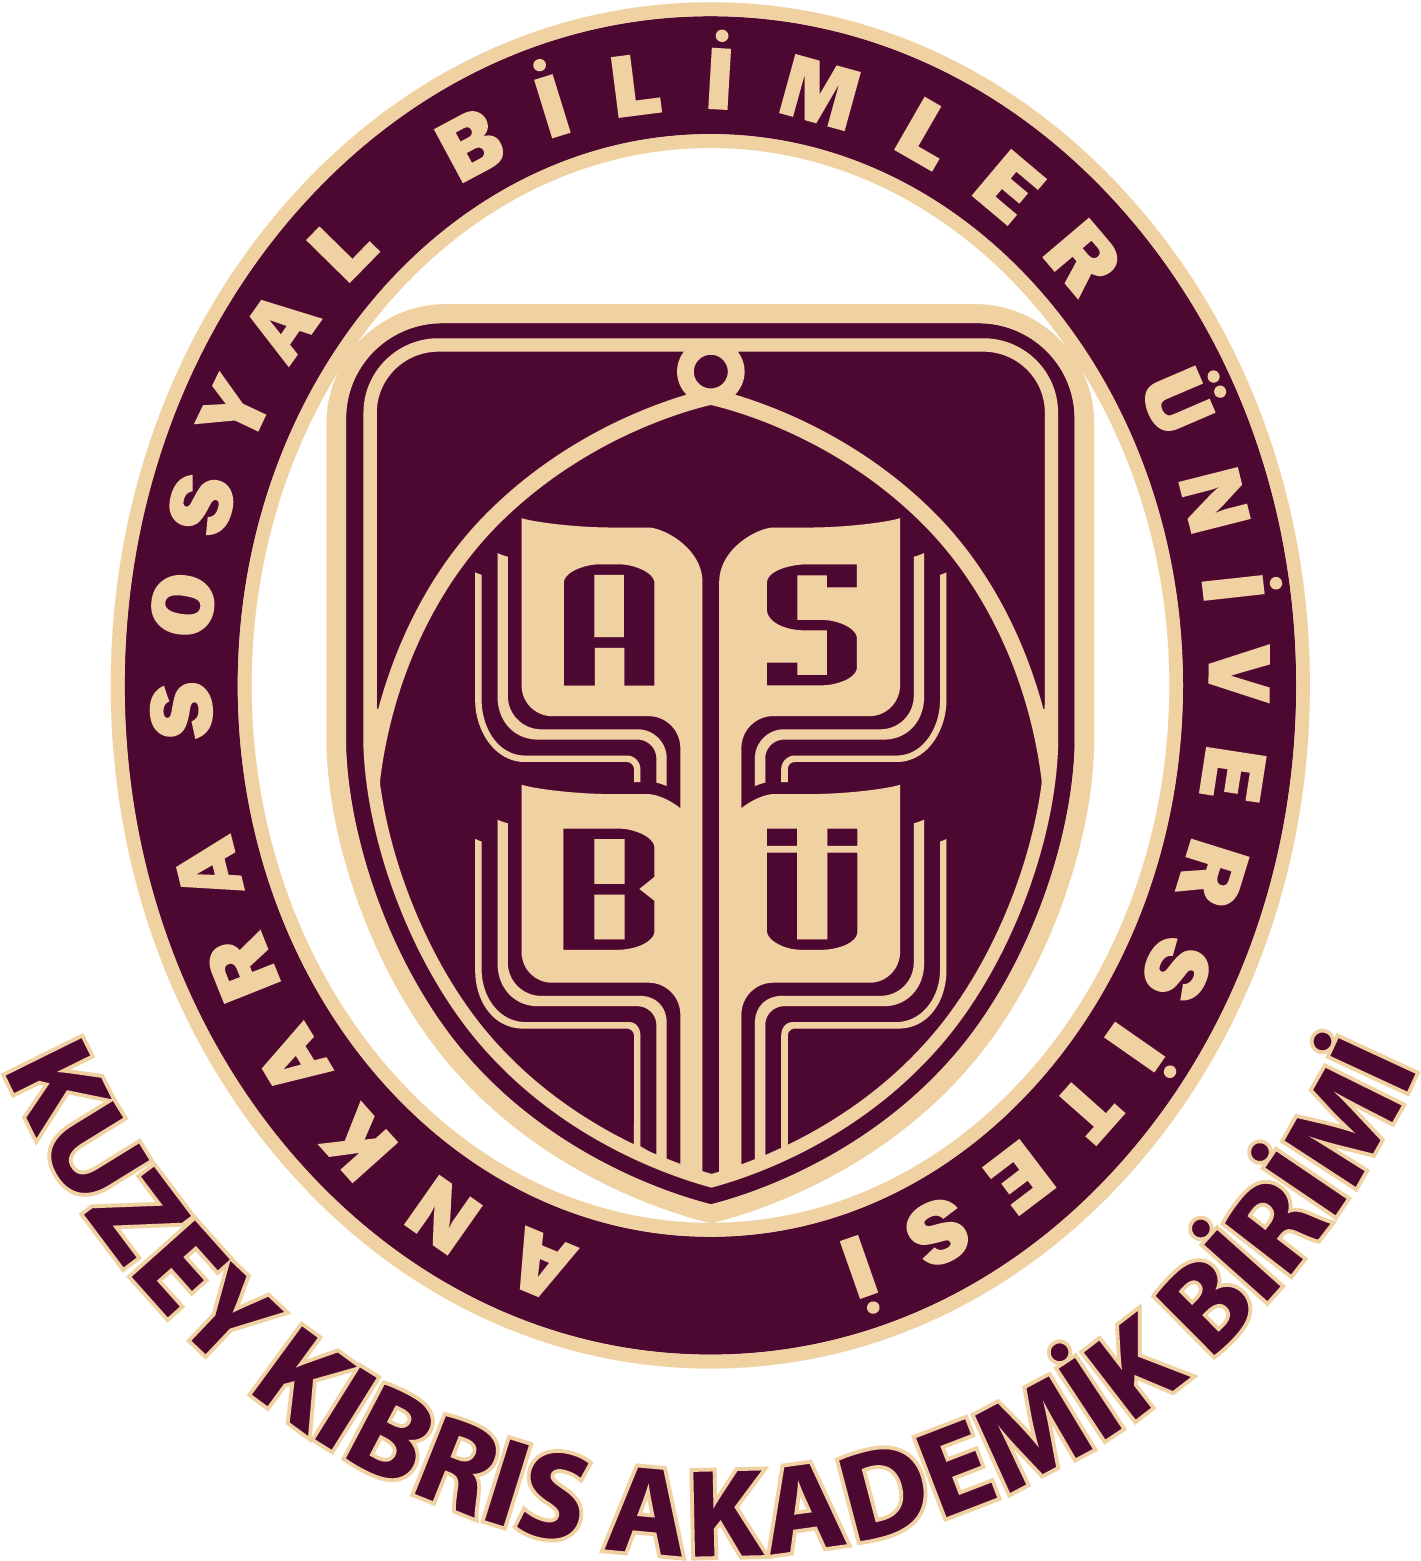 ANKARA SOSYAL BİLİMLER ÜNİVERSİTESİ
AS
BÜ
KUZEY KIBRIS AKADEMİK BİRİMİ